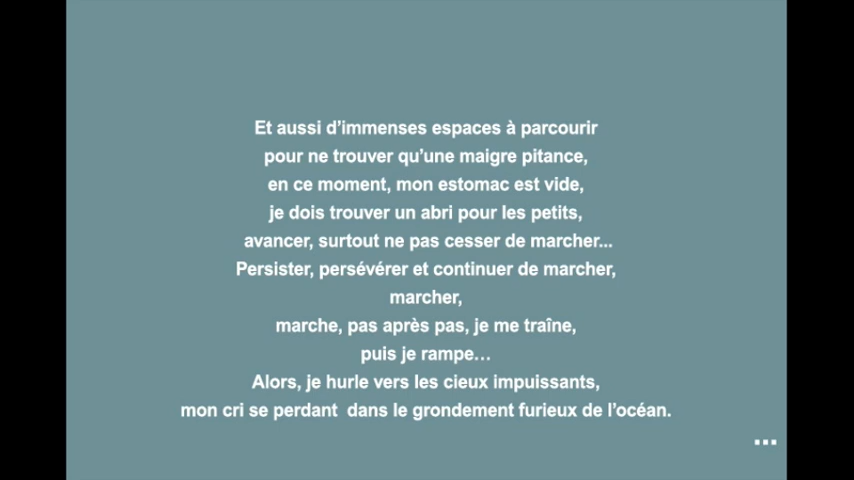 Et aussi d'immenses espaces à parcourir
pour ne trouver qu'une maigre pitance,
en ce moment, mon estomac est vide,
je dois trouver un abri pour les petits,
avancer, surtout ne pas cesser de marcher...
Persister, persévérer et continuer de marcher,
marcher,
marche, pas après pas, je me traîne,
puis je rampe…
Alors, je hurle vers les cieux impuissants,
mon cri se perdant  dans le grondement furieux de l'océan.
...